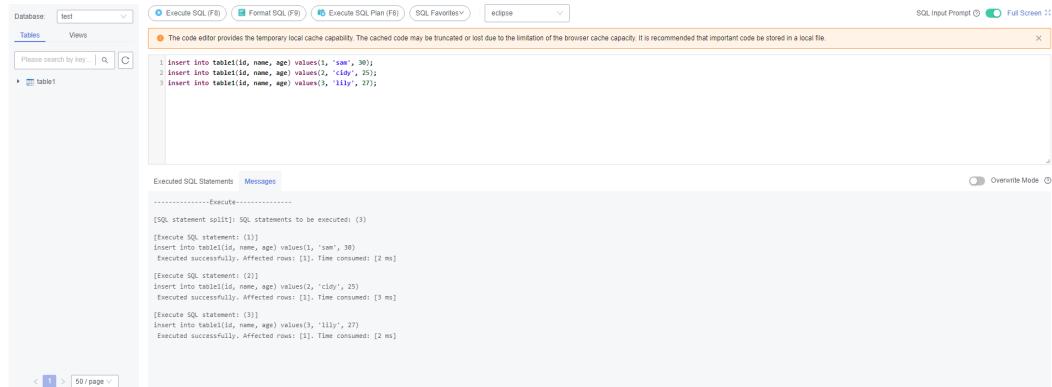 Database: test
Execute SQL (F8) Format SQL (F9) Execute SQL Plan (F6) SQL Favorites eclipse SQL Input Prompt Full Screen
Tables Views
The code editor provides the temporary local cache capability. The cached code may be truncated or lost due to the limitation of the browser cache capacity. It is recommended that important code be stored in a local file.
Please search by key...
table1
1 insert into table1(id, name, age) values(1, 'sam', 30);
2 insert into table1(id, name, age) values(2, 'cidy', 25);
3 insert into table1(id, name, age) values(3, 'lily', 27);
Executed SQL Statements Messages Overwrite Mode
---------------Execute---------------
[SQL statement split]: SQL statements to be executed: (3)
[Execute SQL statement: (1)]
insert into table1(id, name, age) values(1, 'sam', 30)
Executed successfully. Affected rows: [1]. Time consumed: [2 ms]
[Execute SQL statement: (2)]
insert into table1(id, name, age) values(2, 'cidy', 25)
Executed successfully. Affected rows: [1]. Time consumed: [3 ms]
[Execute SQL statement: (3)]
insert into table1(id, name, age) values(3, 'lily', 27)
Executed successfully. Affected rows: [1]. Time consumed: [2 ms]
< 1 > 50 / page